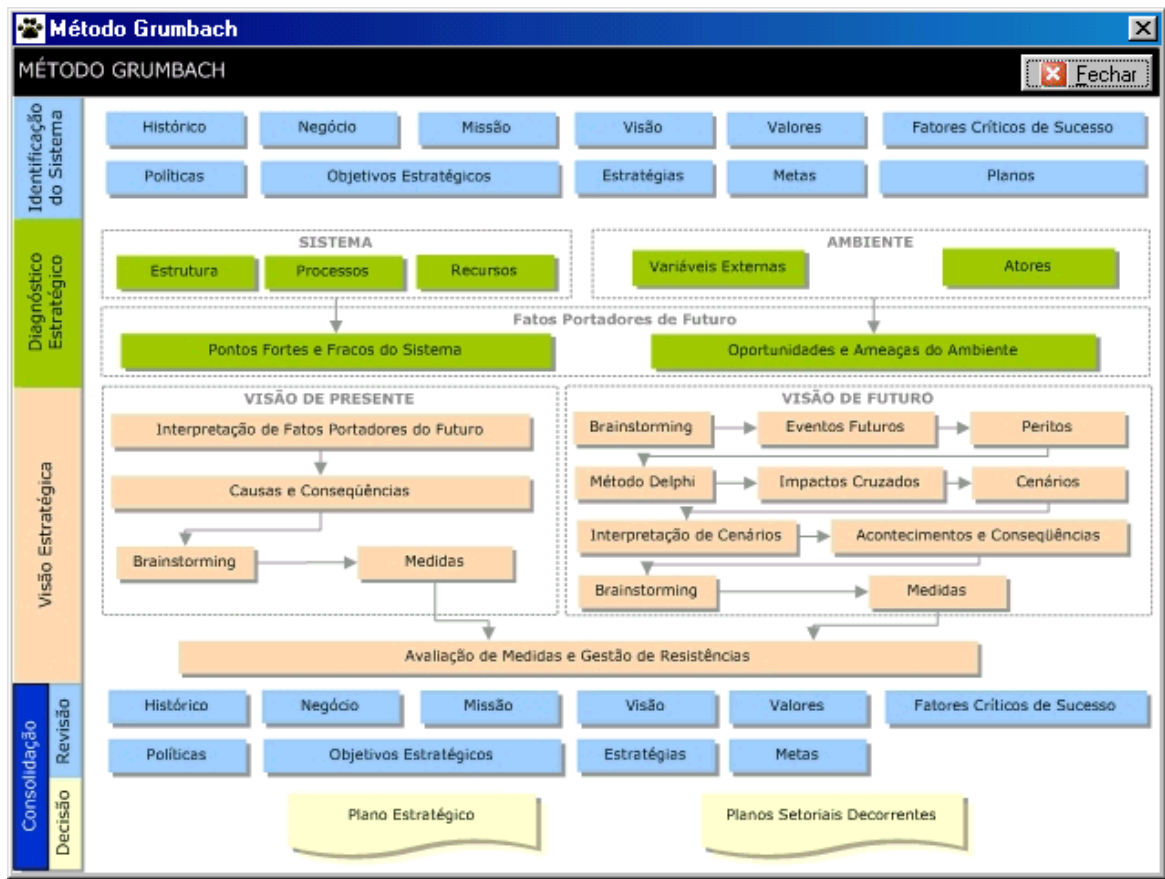 Método Grumbach
MÉTODO GRUMBACH
Fechar
Identificação
do Sistema
Histórico
Negócio
Missão
Visão
Valores
Fatores Críticos de Sucesso
Políticas
Objetivos Estratégicos
Estratégias
Metas
Planos
Diagnóstico
Estratégico
SISTEMA
Estrutura
Processos
Recursos
AMBIENTE
Variáveis Externas
Atores
Fatos Portadores de Futuro
Pontos Fortes e Fracos do Sistema
Oportunidades e Ameaças do Ambiente
Visão Estratégica
VISÃO DE PRESENTE
Interpretação de Fatos Portadores do Futuro
Causas e Conseqüências
Brainstorming
Medidas
VISÃO DE FUTURO
Brainstorming
Eventos Futuros
Peritos
Método Delphi
Impactos Cruzados
Cenários
Interpretação de Cenários
Acontecimentos e Conseqüências
Brainstorming
Medidas
Avaliação de Medidas e Gestão de Resistências
Consolidação
Revisão
Histórico
Negócio
Missão
Visão
Valores
Fatores Críticos de Sucesso
Políticas
Objetivos Estratégicos
Estratégias
Metas
Decisão
Plano Estratégico
Planos Setoriais Decorrentes